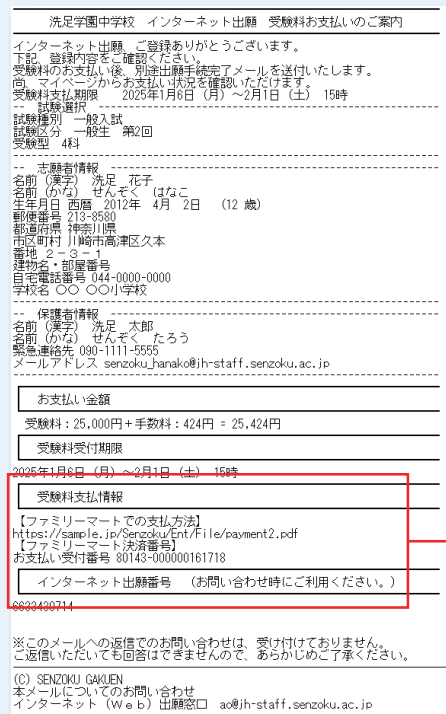 洗足学園中学校　インターネット出願　受験料お支払いのご案内
インターネット出願、ご登録ありがとうございます。
下記、登録内容をご確認ください。
受験料のお支払い後、別途出願手続完了メールを送付いたします。
尚、マイページからお支払い状況を確認いただけます。
受験料支払期限　　2025年1月6日（月）～2月1日（土）　15時
-- 試験選択 --
試験種別　一般入試
試験区分　一般生　第2回
受験型　4科
-- 志願者情報 --
名前（漢字）　洗足　花子
名前（かな）　せんぞく　はなこ
生年月日 西暦　2012年　4月　2日　　（12 歳）
郵便番号 213-8580
都道府県 神奈川県
市区町村 川崎市高津区久本
番地　２－３－１
建物名・部屋番号
自宅電話番号 044-0000-0000
学校名 〇〇 〇〇小学校
-- 保護者情報 --
名前（漢字）　洗足　太郎
名前（かな）　せんぞく　たろう
緊急連絡先 090-1111-5555
メールアドレス senzoku_hanako@jh-staff.senzoku.ac.jp
お支払い金額
受験料：25,000円＋手数料：424円 = 25,424円
受験料受付期限
2025年1月6日（月）～2月1日（土）　15時
受験料支払情報
【ファミリーマートでの支払方法】
https://sample.jp/Senzoku/Ent/File/payment2.pdf
【ファミリーマート決済番号】
お支払い受付番号 80143-000000161718
インターネット出願番号　（お問い合わせ時にご利用ください。）
6633430714
※このメールへの返信でのお問い合わせは、受け付けておりません。
ご返信いただいても回答はできませんので、あらかじめご了承ください。
(C) SENZOKU GAKUEN
本メールについてのお問い合わせ
インターネット（Ｗｅｂ）出願窓口　ao@jh-staff.senzoku.ac.jp